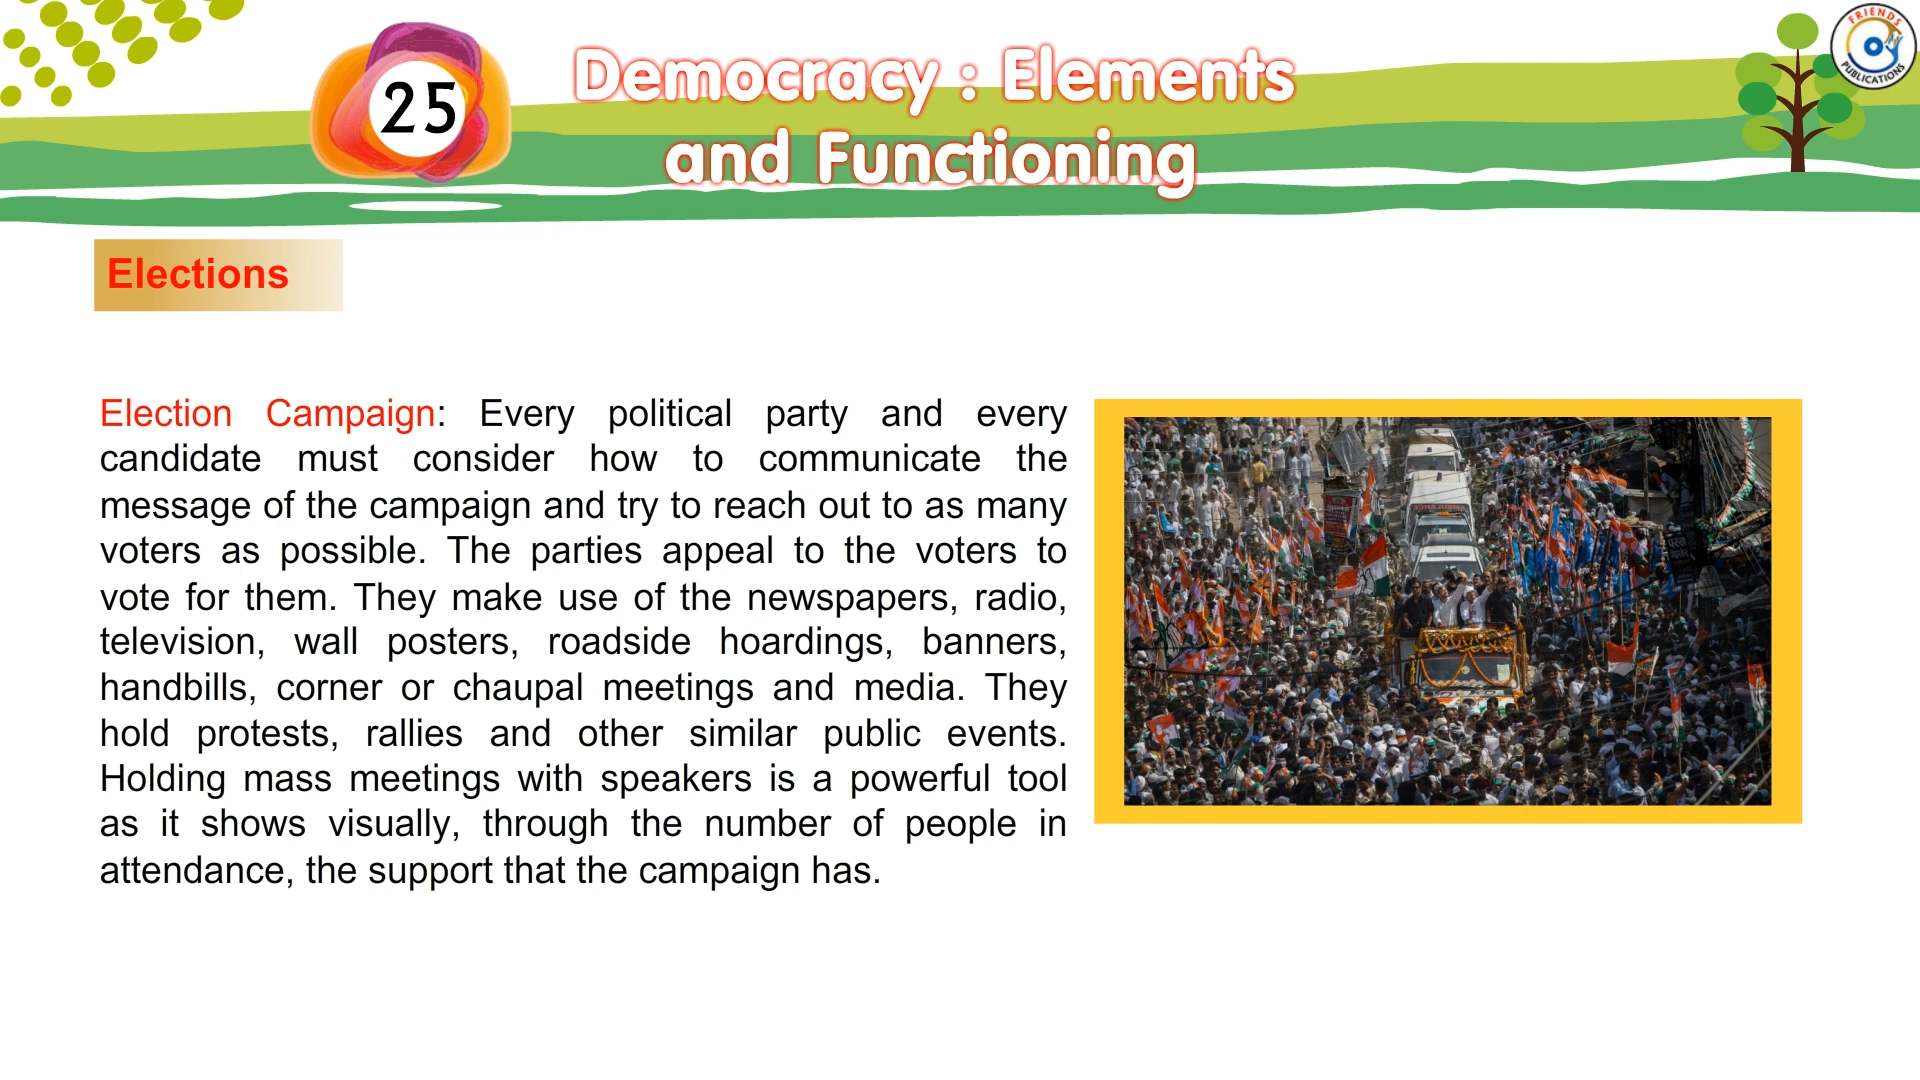 25
Democracy : Elements
and Functioning
FRIENDS
PUBLICATIONS
Elections
Election Campaign: Every political party and every
candidate must consider how to communicate the
message of the campaign and try to reach out to as many
voters as possible. The parties appeal to the voters to
vote for them. They make use of the newspapers, radio,
television, wall posters, roadside hoardings, banners,
handbills, corner or chaupal meetings and media. They
hold protests, rallies and other similar public events.
Holding mass meetings with speakers is a powerful tool
as it shows visually, through the number of people in
attendance, the support that the campaign has.